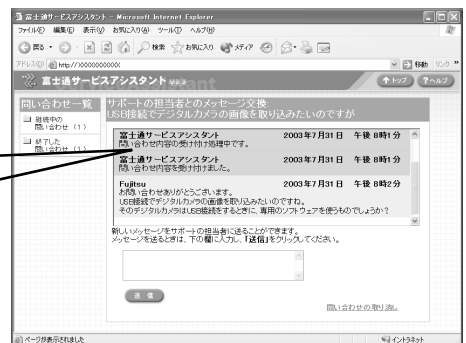 富士通サービスアシスタント - Microsoft Internet Explorer
ファイル(F) 編集(E) 表示(V) お気に入り(A) ツール(T) ヘルプ(H)
戻る 検索 お気に入り メディア
アドレス(D) http://XXXXXXXXXX 移動 リンク
富士通サービスアシスタント トップ ヘルプ
問い合わせ一覧
継続中の
問い合わせ (1)
終了した
問い合わせ (1)
サポートの担当者とのメッセージ交換:
USB接続でデジタルカメラの画像を取り込みたいのですが
富士通サービスアシスタント 2003年7月31日 午後 8時1分
問い合わせ内容の受け付け処理中です。
富士通サービスアシスタント 2003年7月31日 午後 8時1分
問い合わせ内容を受け付けました。
Fujitsu 2003年7月31日 午後 8時2分
お問い合わせありがとうございます。
USB接続でデジタルカメラの画像を取り込みたいのですね。
そのデジタルカメラはUSB接続をするときに、専用のソフトウェアを使うものでしょうか?
新しいメッセージをサポートの担当者に送ることができます。
メッセージを送るときは、下の欄に入力し、「送信」をクリックしてください。
送信
問い合わせの取り消し
ページが表示されました イントラネット